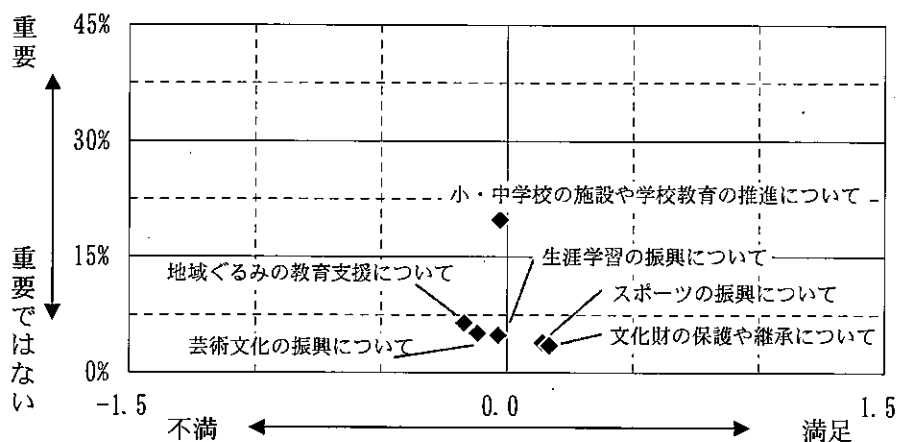 重要
45%
30%
小・中学校の施設や学校教育の推進について
重要ではない
15%
生涯学習の振興について
地域ぐるみの教育支援について
スポーツの振興について
芸術文化の振興について
文化財の保護や継承について
0%
-1.5
0.0
1.5
不満
満足